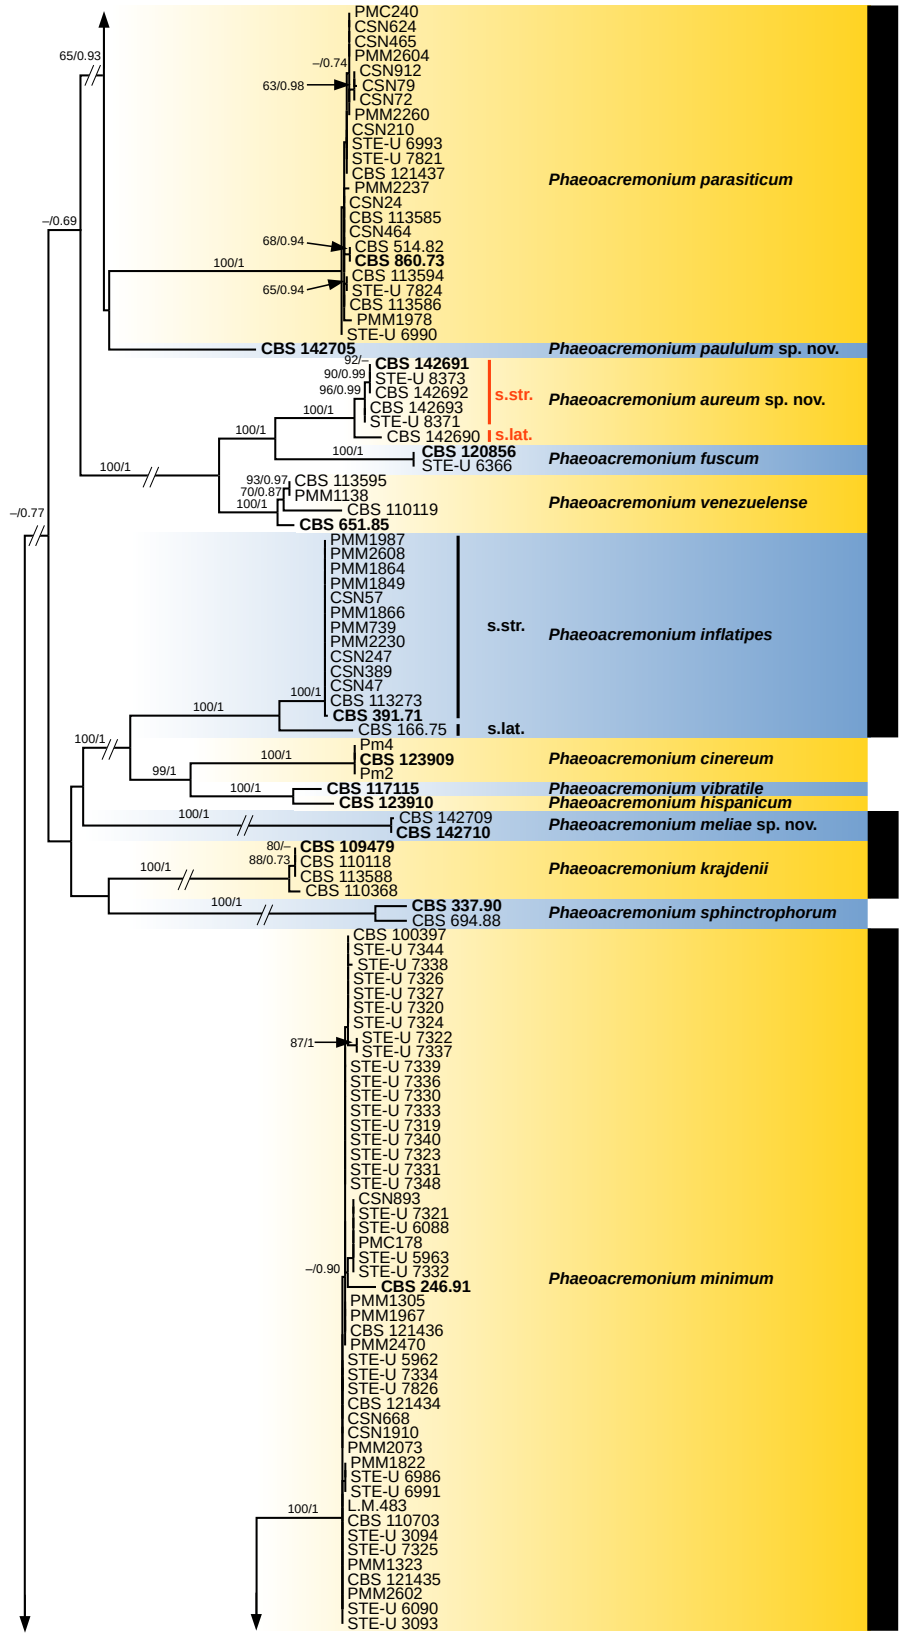 PMC240
CSN624
CSN465
PMM2604
65/0.93
–/0.74
CSN912
63/0.98
CSN79
CSN72
PMM2260
CSN210
STE-U 6993
STE-U 7821
CBS 121437
Phaeoacremonium parasiticum
PMM2237
CSN24
CBS 113585
–/0.69
CSN464
68/0.94
CBS 514.82
CBS 860.73
100/1
CBS 113594
65/0.94
STE-U 7824
CBS 113586
PMM1978
STE-U 6990
CBS 142705
Phaeoacremonium paululum sp. nov.
92/–
CBS 142691
90/0.99
STE-U 8373
96/0.99
CBS 142692
s.str.
Phaeoacremonium aureum sp. nov.
100/1
CBS 142693
STE-U 8371
100/1
CBS 142690
s.lat.
100/1
CBS 120856
Phaeoacremonium fuscum
STE-U 6366
100/1
93/0.97
CBS 113595
70/0.87
PMM1138
Phaeoacremonium venezuelense
100/1
CBS 110119
–/0.77
CBS 651.85
PMM1987
PMM2608
PMM1864
PMM1849
CSN57
PMM1866
PMM739
s.str.
Phaeoacremonium inflatipes
PMM2230
CSN247
CSN389
CSN47
100/1
CBS 113273
100/1
CBS 391.71
CBS 166.75
s.lat.
100/1
Pm4
100/1
CBS 123909
Phaeoacremonium cinereum
99/1
Pm2
100/1
CBS 117115
Phaeoacremonium vibratile
CBS 123910
Phaeoacremonium hispanicum
100/1
CBS 142709
Phaeoacremonium meliae sp. nov.
CBS 142710
80/–
CBS 109479
88/0.73
CBS 110118
100/1
Phaeoacremonium krajdenii
CBS 113588
CBS 110368
100/1
CBS 337.90
Phaeoacremonium sphinctrophorum
CBS 694.88
CBS 100397
STE-U 7344
STE-U 7338
STE-U 7326
STE-U 7327
STE-U 7320
STE-U 7324
87/1
STE-U 7322
STE-U 7337
STE-U 7339
STE-U 7336
STE-U 7330
STE-U 7333
STE-U 7319
STE-U 7340
STE-U 7323
STE-U 7331
STE-U 7348
CSN893
STE-U 7321
STE-U 6088
PMC178
STE-U 5963
–/0.90
STE-U 7332
Phaeoacremonium minimum
CBS 246.91
PMM1305
PMM1967
CBS 121436
PMM2470
STE-U 5962
STE-U 7334
STE-U 7826
CBS 121434
CSN668
CSN1910
PMM2073
PMM1822
STE-U 6986
STE-U 6991
L.M.483
100/1
CBS 110703
STE-U 3094
STE-U 7325
PMM1323
CBS 121435
PMM2602
STE-U 6090
STE-U 3093